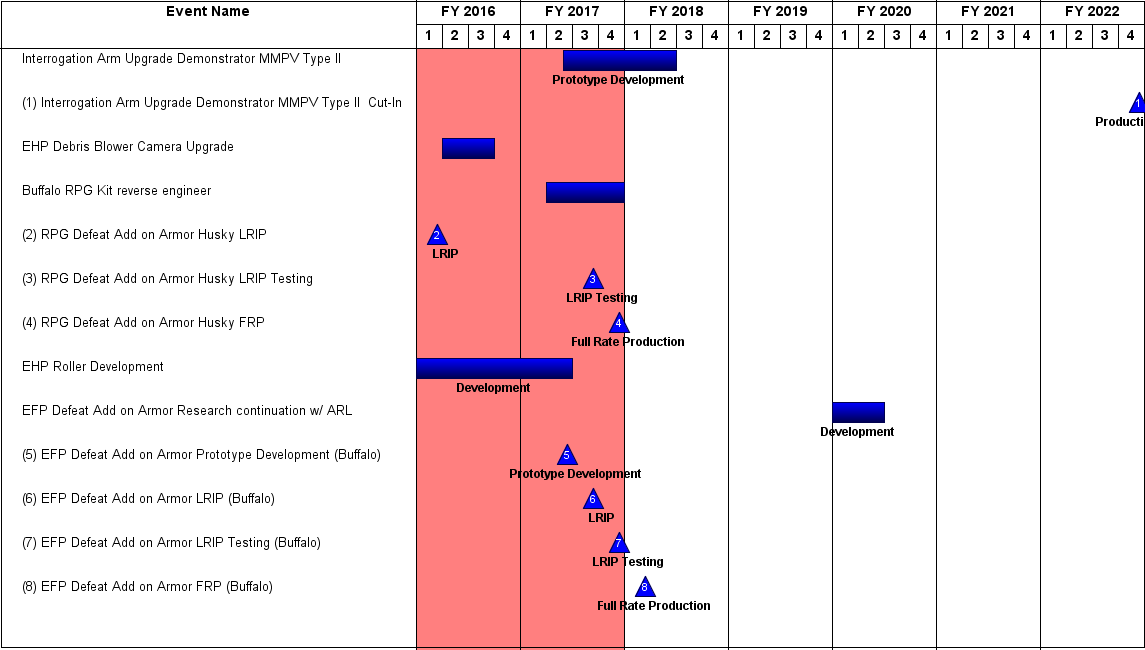 Event Name FY 2016 FY 2017 FY 2018 FY 2019 FY 2020 FY 2021 FY 2022
1 2 3 4 1 2 3 4 1 2 3 4 1 2 3 4 1 2 3 4 1 2 3 4 1 2 3 4
Interrogation Arm Upgrade Demonstrator MMPV Type II
Prototype Development
(1) Interrogation Arm Upgrade Demonstrator MMPV Type II Cut-In 1
Producti
EHP Debris Blower Camera Upgrade
Buffalo RPG Kit reverse engineer
(2) RPG Defeat Add on Armor Husky LRIP 2
LRIP
(3) RPG Defeat Add on Armor Husky LRIP Testing 3
LRIP Testing
(4) RPG Defeat Add on Armor Husky FRP 4
Full Rate Production
EHP Roller Development
Development
EFP Defeat Add on Armor Research continuation w/ ARL
Development
(5) EFP Defeat Add on Armor Prototype Development (Buffalo) 5
Prototype Development
(6) EFP Defeat Add on Armor LRIP (Buffalo) 6
LRIP
(7) EFP Defeat Add on Armor LRIP Testing (Buffalo) 7
LRIP Testing
(8) EFP Defeat Add on Armor FRP (Buffalo) 8
Full Rate Production